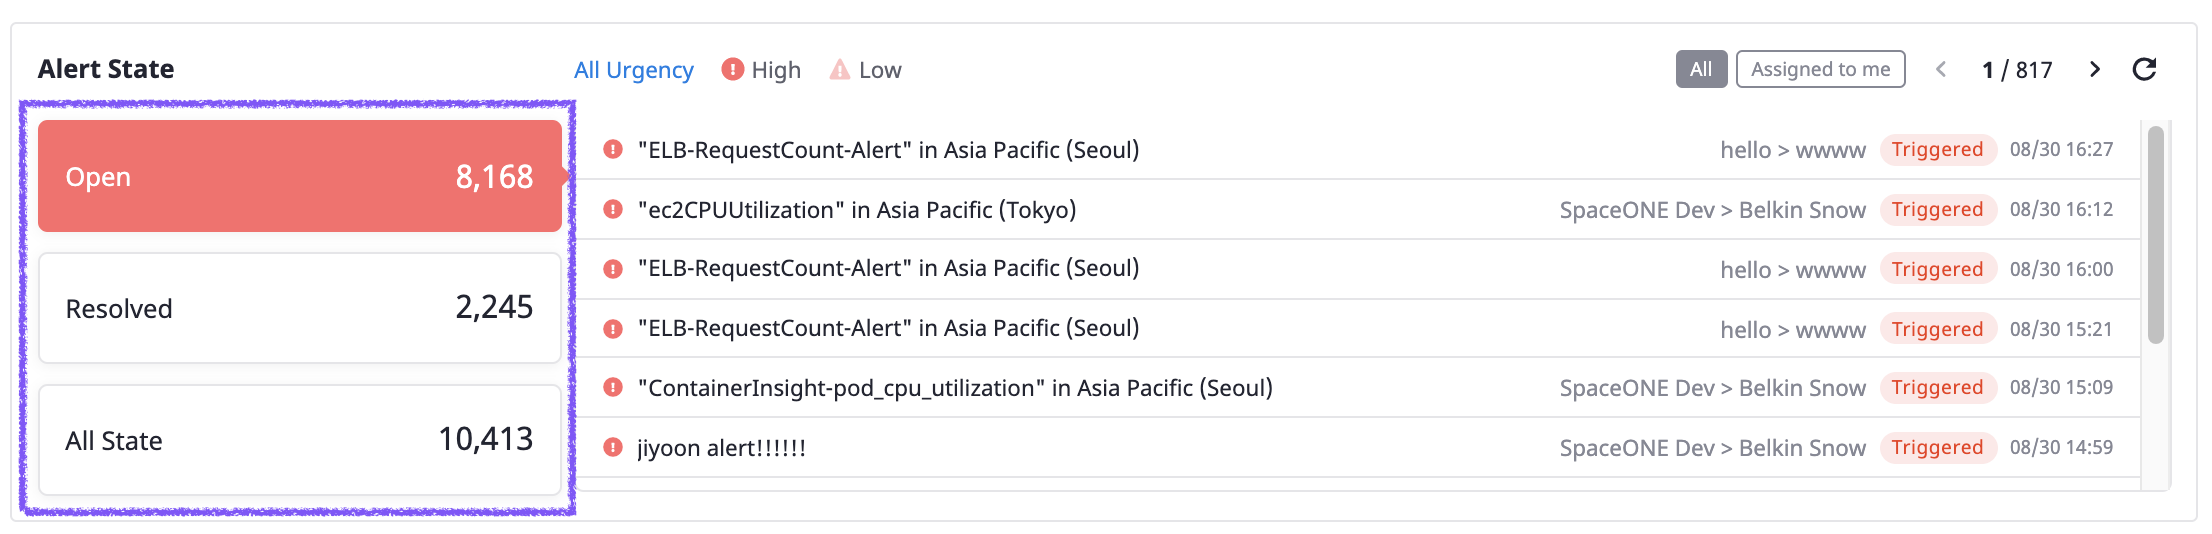 Alert State
All Urgency High Low All Assigned to me 1 / 817
Open 8,168
Resolved 2,245
All State 10,413
"ELB-RequestCount-Alert" in Asia Pacific (Seoul) hello > wwww Triggered 08/30 16:27
"ec2CPUUtilization" in Asia Pacific (Tokyo) SpaceONE Dev > Belkin Snow Triggered 08/30 16:12
"ELB-RequestCount-Alert" in Asia Pacific (Seoul) hello > wwww Triggered 08/30 16:00
"ELB-RequestCount-Alert" in Asia Pacific (Seoul) hello > wwww Triggered 08/30 15:21
"ContainerInsight-pod_cpu_utilization" in Asia Pacific (Seoul) SpaceONE Dev > Belkin Snow Triggered 08/30 15:09
jiyoon alert!!!!!! SpaceONE Dev > Belkin Snow Triggered 08/30 14:59